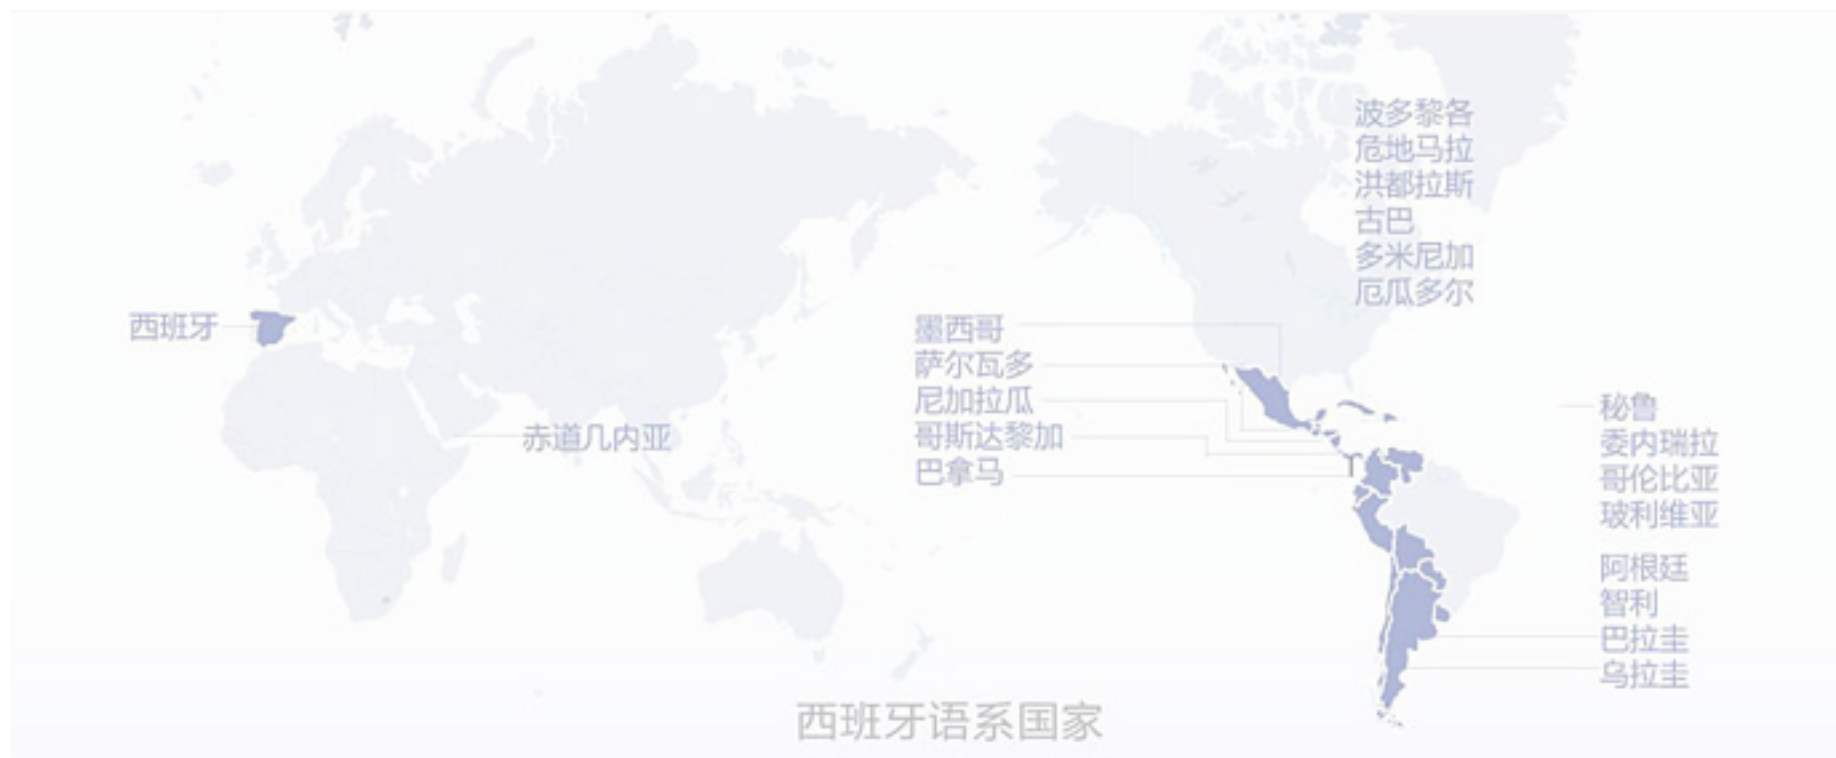 波多黎各
危地马拉
洪都拉斯
古巴
多米尼加
厄瓜多尔
西班牙
墨西哥
萨尔瓦多
尼加拉瓜
哥斯达黎加
巴拿马
赤道几内亚
秘鲁
委内瑞拉
哥伦比亚
玻利维亚
阿根廷
智利
巴拉圭
乌拉圭
西班牙语系国家